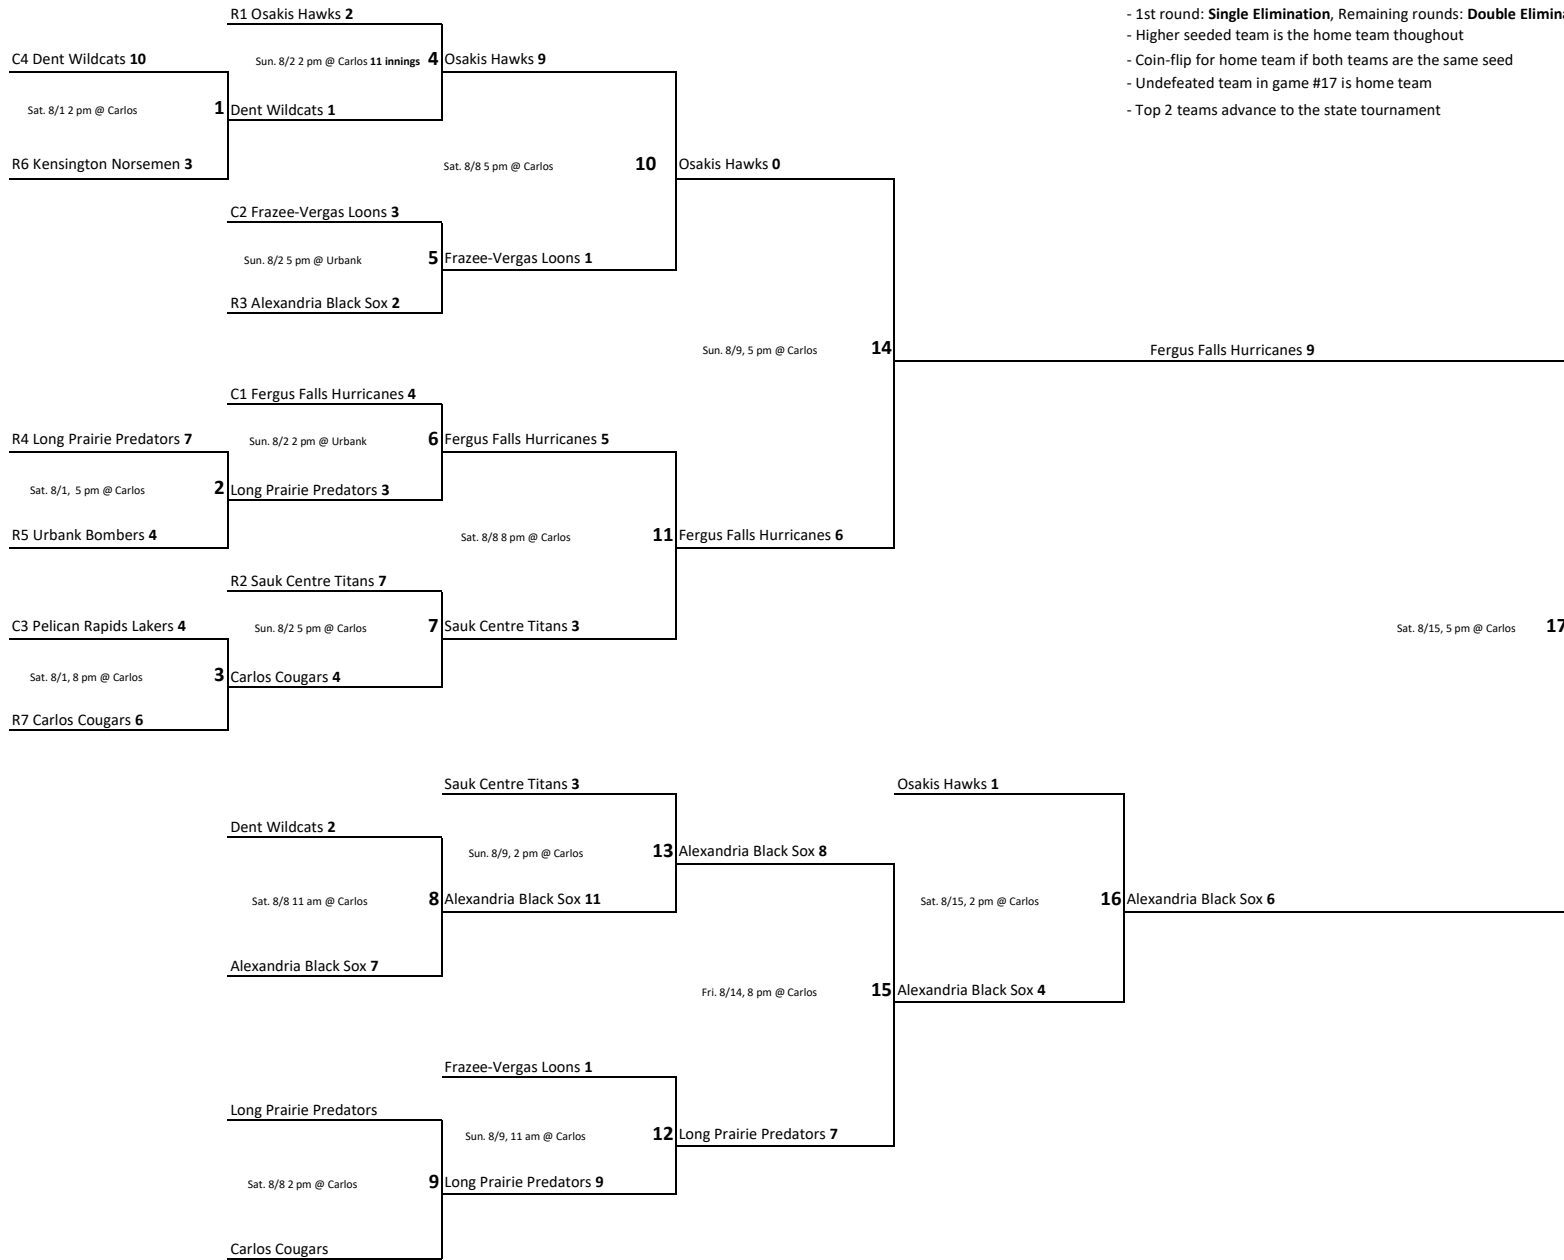 R1 Osakis Hawks 2
- 1st round: Single Elimination, Remaining rounds: Double Elimina
- Higher seeded team is the home team thoughout
C4 Dent Wildcats 10
Sun. 8/2 2 pm @ Carlos 11 innings 4 Osakis Hawks 9
- Coin-flip for home team if both teams are the same seed
- Undefeated team in game #17 is home team
Sat. 8/1 2 pm @ Carlos 1 Dent Wildcats 1
- Top 2 teams advance to the state tournament
R6 Kensington Norsemen 3
Sat. 8/8 5 pm @ Carlos 10 Osakis Hawks 0
C2 Frazee-Vergas Loons 3
Sun. 8/2 5 pm @ Urbank 5 Frazee-Vergas Loons 1
R3 Alexandria Black Sox 2
Sun. 8/9, 5 pm @ Carlos 14 Fergus Falls Hurricanes 9
C1 Fergus Falls Hurricanes 4
R4 Long Prairie Predators 7
Sun. 8/2 2 pm @ Urbank 6 Fergus Falls Hurricanes 5
Sat. 8/1, 5 pm @ Carlos 2 Long Prairie Predators 3
R5 Urbank Bombers 4
Sat. 8/8 8 pm @ Carlos 11 Fergus Falls Hurricanes 6
R2 Sauk Centre Titans 7
C3 Pelican Rapids Lakers 4
Sun. 8/2 5 pm @ Carlos 7 Sauk Centre Titans 3
Sat. 8/15, 5 pm @ Carlos 17
Sat. 8/1, 8 pm @ Carlos 3 Carlos Cougars 4
R7 Carlos Cougars 6
Sauk Centre Titans 3
Osakis Hawks 1
Dent Wildcats 2
Sun. 8/9, 2 pm @ Carlos 13 Alexandria Black Sox 8
Sat. 8/8 11 am @ Carlos 8 Alexandria Black Sox 11
Sat. 8/15, 2 pm @ Carlos 16 Alexandria Black Sox 6
Alexandria Black Sox 7
Fri. 8/14, 8 pm @ Carlos 15 Alexandria Black Sox 4
Frazee-Vergas Loons 1
Long Prairie Predators
Sun. 8/9, 11 am @ Carlos 12 Long Prairie Predators 7
Sat. 8/8 2 pm @ Carlos 9 Long Prairie Predators 9
Carlos Cougars